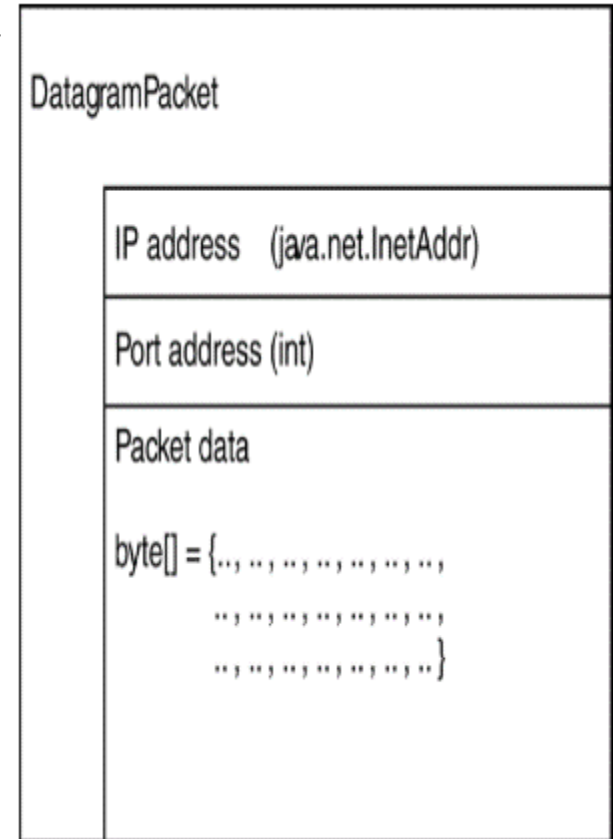 DatagramPacket
IP address (java.net.InetAddr)
Port address (int)
Packet data
byte[] = {.., .., .., .., .., .., ..,
.., .., .., .., .., .., ..,
.., .., .., .., .., .., ..}